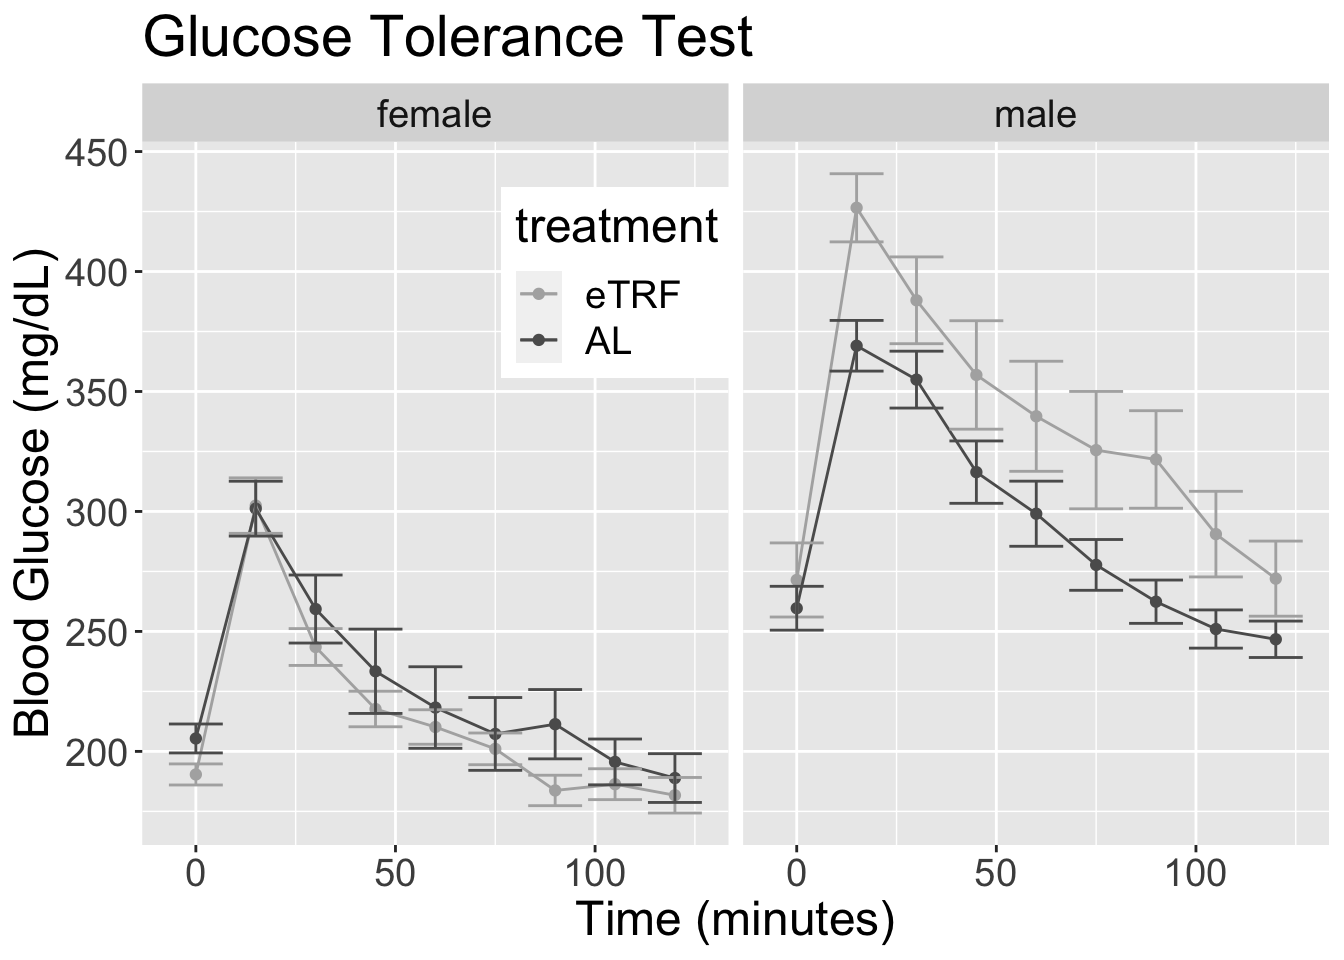 Glucose Tolerance Test
female
male
Blood Glucose (mg/dL)
450
400
350
300
250
200
treatment
eTRF
AL
0
50
100
0
50
100
Time (minutes)